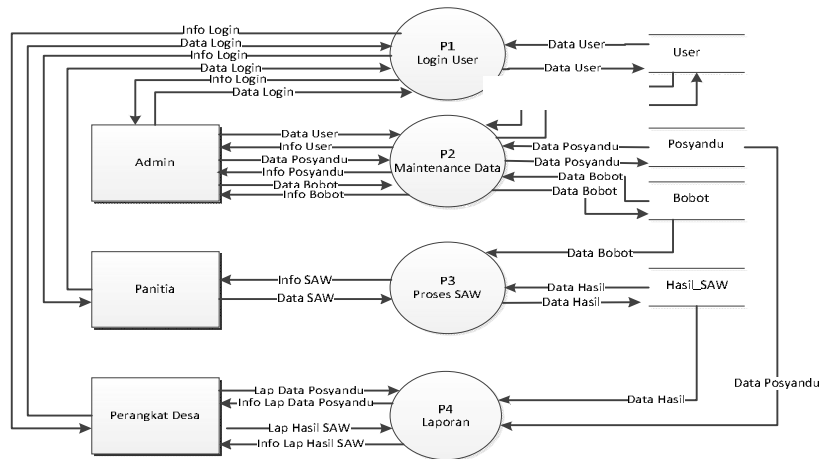 Info Login
Data Login
Info Login
Data Login
Info Login
Data Login
P1
Login User
Data User
Data User
User
Admin
Data User
Info User
Data Posyandu
Info Posyandu
Data Bobot
Info Bobot
P2
Maintenance Data
Data Posyandu
Data Posyandu
Data Bobot
Data Bobot
Posyandu
Bobot
Data Bobot
Panitia
Info SAW
Data SAW
P3
Proses SAW
Data Hasil
Data Hasil
Hasil_SAW
Data Posyandu
Perangkat Desa
Lap Data Posyandu
Info Lap Data Posyandu
Lap Hasil SAW
Info Lap Hasil SAW
P4
Laporan
Data Hasil